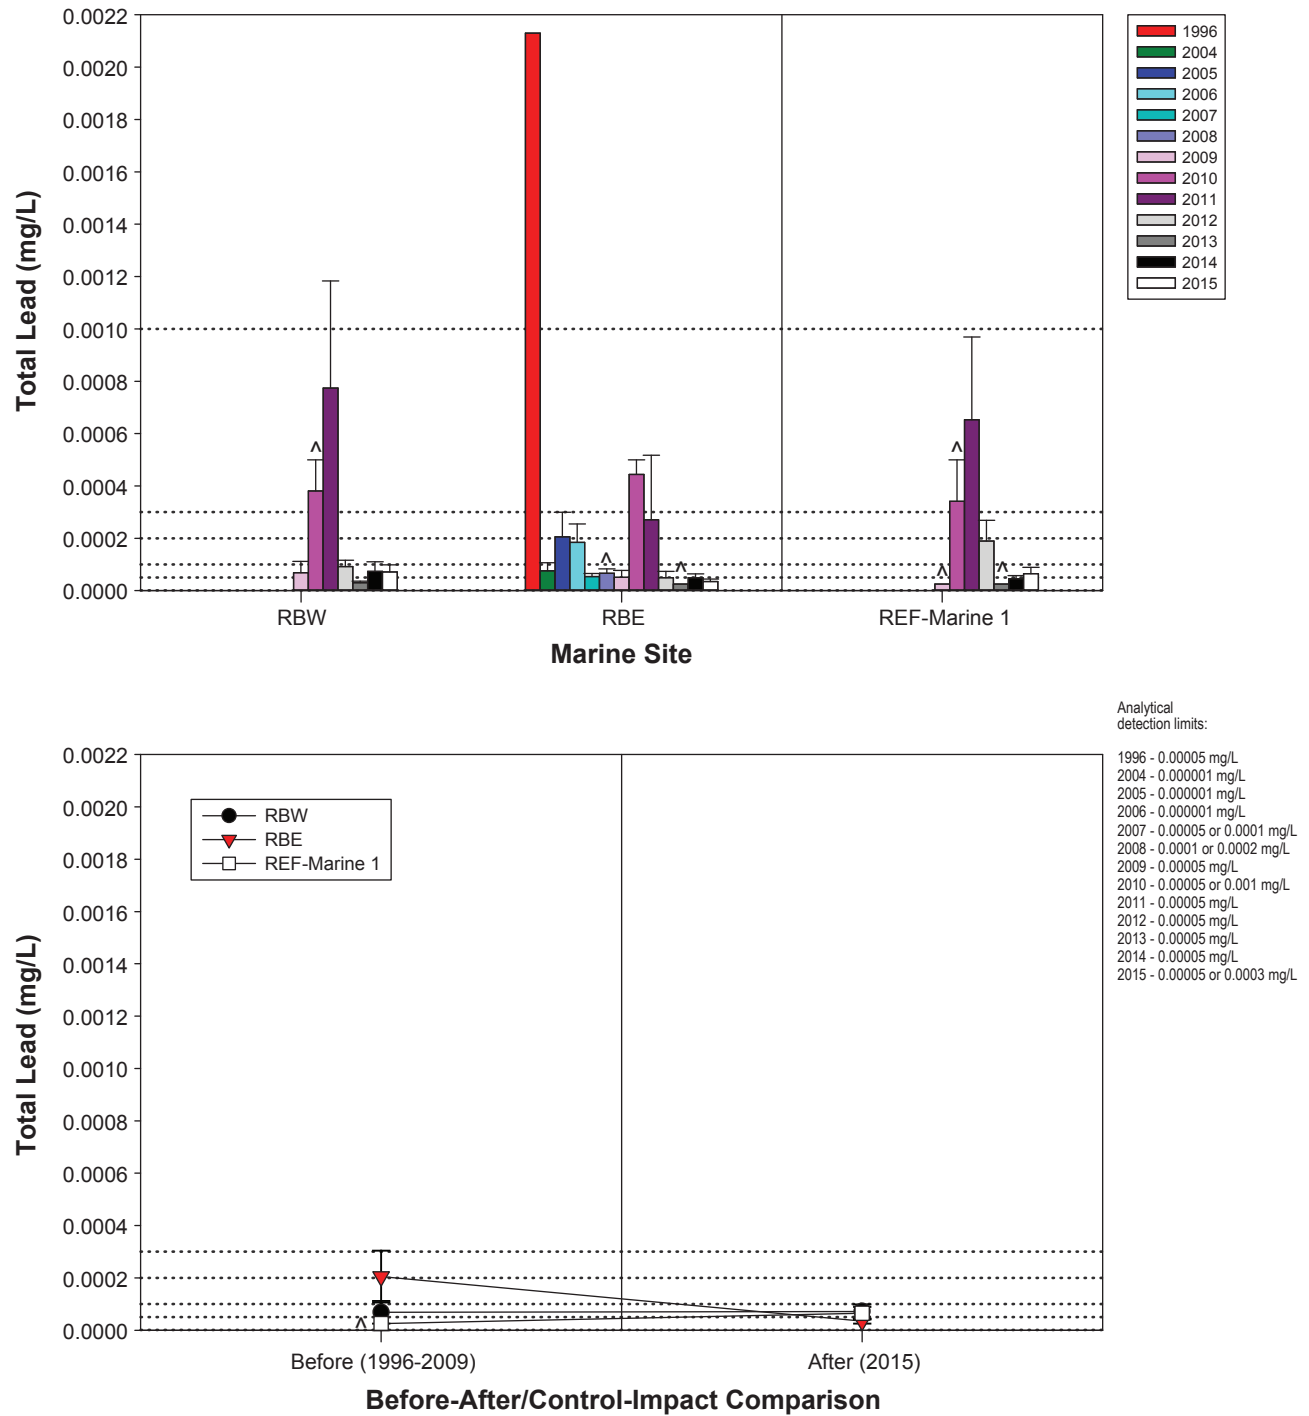 0.0022
0.0020
0.0018
0.0016
0.0014
0.0012
0.0010
0.0008
0.0006
0.0004
0.0002
0.0000
Total Lead (mg/L)
^
^
^
^
^
^
RBW
RBE
REF-Marine 1
Marine Site
1996
2004
2005
2006
2007
2008
2009
2010
2011
2012
2013
2014
2015
Analytical
detection limits:
1996 - 0.00005 mg/L
2004 - 0.000001 mg/L
2005 - 0.000001 mg/L
2006 - 0.000001 mg/L
2007 - 0.00005 or 0.0001 mg/L
2008 - 0.0001 or 0.0002 mg/L
2009 - 0.00005 mg/L
2010 - 0.00005 or 0.001 mg/L
2011 - 0.00005 mg/L
2012 - 0.00005 mg/L
2013 - 0.00005 mg/L
2014 - 0.00005 mg/L
2015 - 0.00005 or 0.0003 mg/L
0.0022
0.0020
0.0018
0.0016
0.0014
0.0012
0.0010
0.0008
0.0006
0.0004
0.0002
0.0000
Total Lead (mg/L)
RBW
RBE
REF-Marine 1
^
Before (1996-2009)
After (2015)
Before-After/Control-Impact Comparison